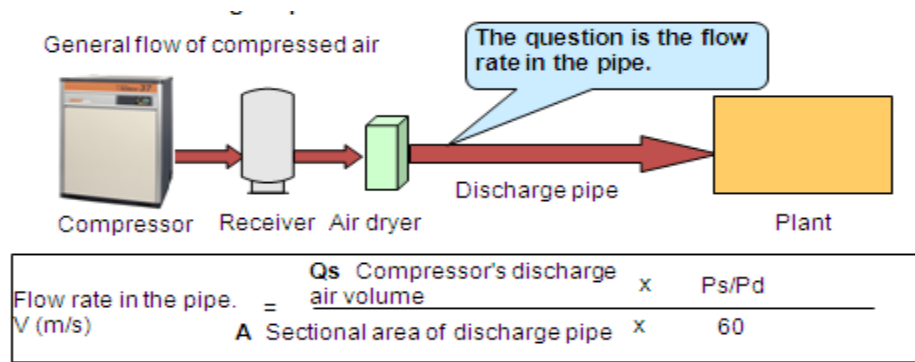 General flow of compressed air
The question is the flow
rate in the pipe.
Discharge pipe
Compressor
Receiver
Air dryer
Plant
Qs Compressor's discharge
air volume
x
Ps/Pd
Flow rate in the pipe.
V (m/s)
=
A Sectional area of discharge pipe
x
60